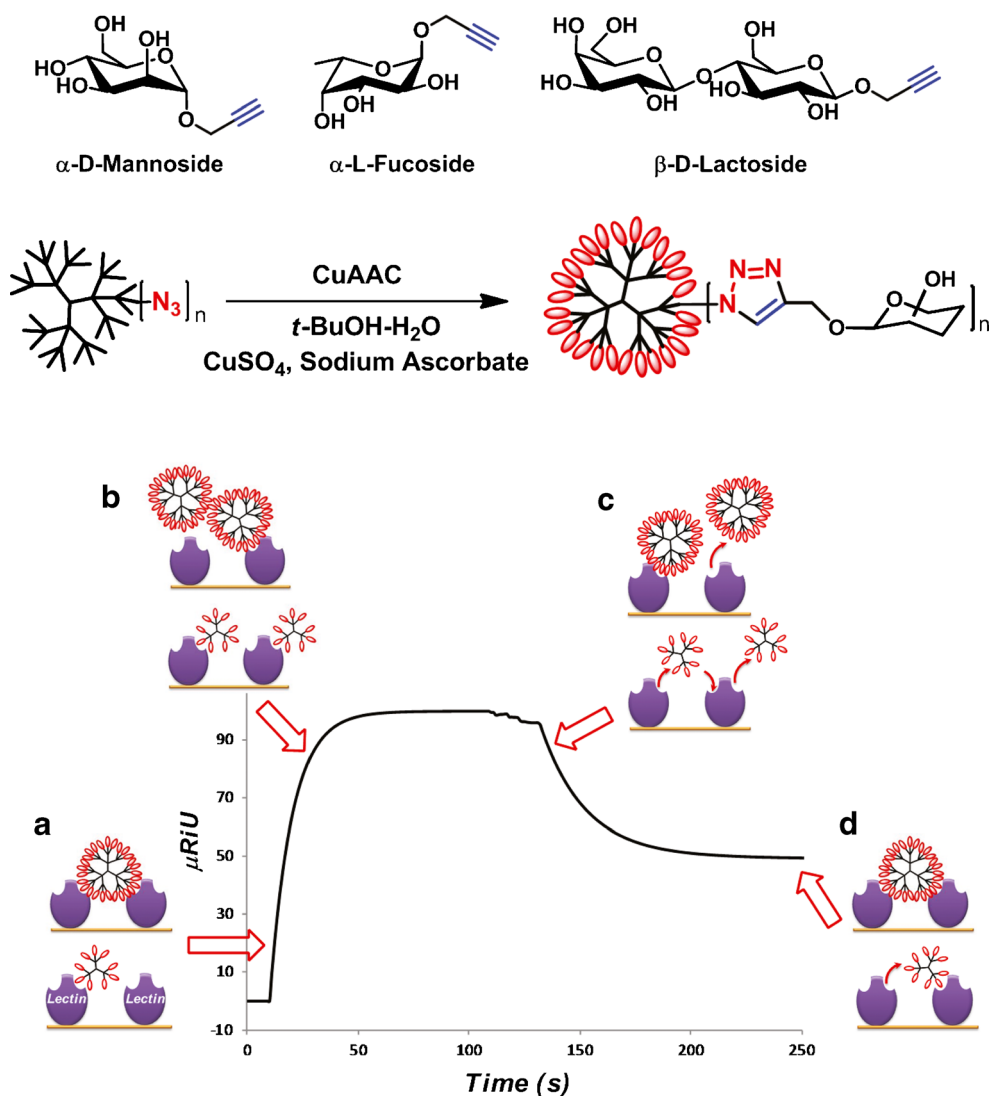 OH
OH
OH
O
HO
HO
O
α-D-Mannoside
O
O
OH
OH
OH
α-L-Fucoside
OH
OH
O
HO
OH
O
OH
O
HO
OH
O
β-D-Lactoside
N3
n
CuAAC
t-BuOH-H2O
CuSO4, Sodium Ascorbate
N
N
N
O
O
OH
n
b
c
a
d
Lectin
Lectin
µRiU
90
70
50
30
10
-10
0
50
100
150
200
250
Time (s)